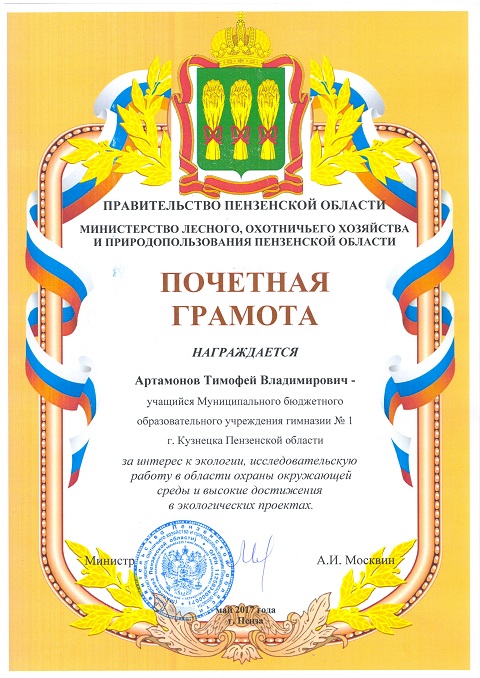 ПРАВИТЕЛЬСТВО ПЕНЗЕНСКОЙ ОБЛАСТИ
МИНИСТЕРСТВО ЛЕСНОГО, ОХОТНИЧЬЕГО ХОЗЯЙСТВА
И ПРИРОДОПОЛЬЗОВАНИЯ ПЕНЗЕНСКОЙ ОБЛАСТИ
ПОЧЕТНАЯ
ГРАМОТА
НАГРАЖДАЕТСЯ
Артамонов Тимофей Владимирович -
учащийся Муниципального бюджетного
образовательного учреждения гимназии № 1
г. Кузнецка Пензенской области
за интерес к экологии, исследовательскую
работу в области охраны окружающей
среды и высокие достижения
в экологических проектах.
Министр
А.И. Москвин
май 2017 года
г. Пенза